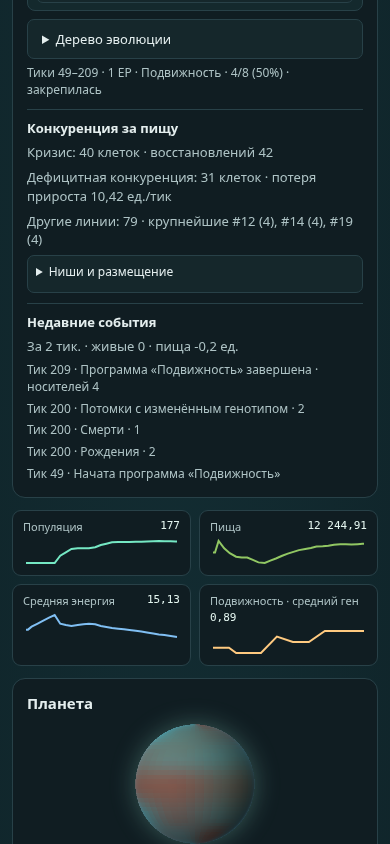 Дерево эволюции
Тики 49–209 · 1 EP · Подвижность · 4/8 (50%) ·
закрепилась
Конкуренция за пищу
Кризис: 40 клеток · восстановлений 42
Дефицитная конкуренция: 31 клеток · потеря
прироста 10,42 ед./тик
Другие линии: 79 · крупнейшие #12 (4), #14 (4), #19
(4)
Ниши и размещение
Недавние события
За 2 тик. · живые 0 · пища -0,2 ед.
Тик 209 · Программа «Подвижность» завершена ·
носителей 4
Тик 200 · Потомки с изменённым генотипом · 2
Тик 200 · Смерти · 1
Тик 200 · Рождения · 2
Тик 49 · Начата программа «Подвижность»
Популяция 177
Пища 12 244,91
Средняя энергия 15,13
Подвижность · средний ген
0,89
Планета